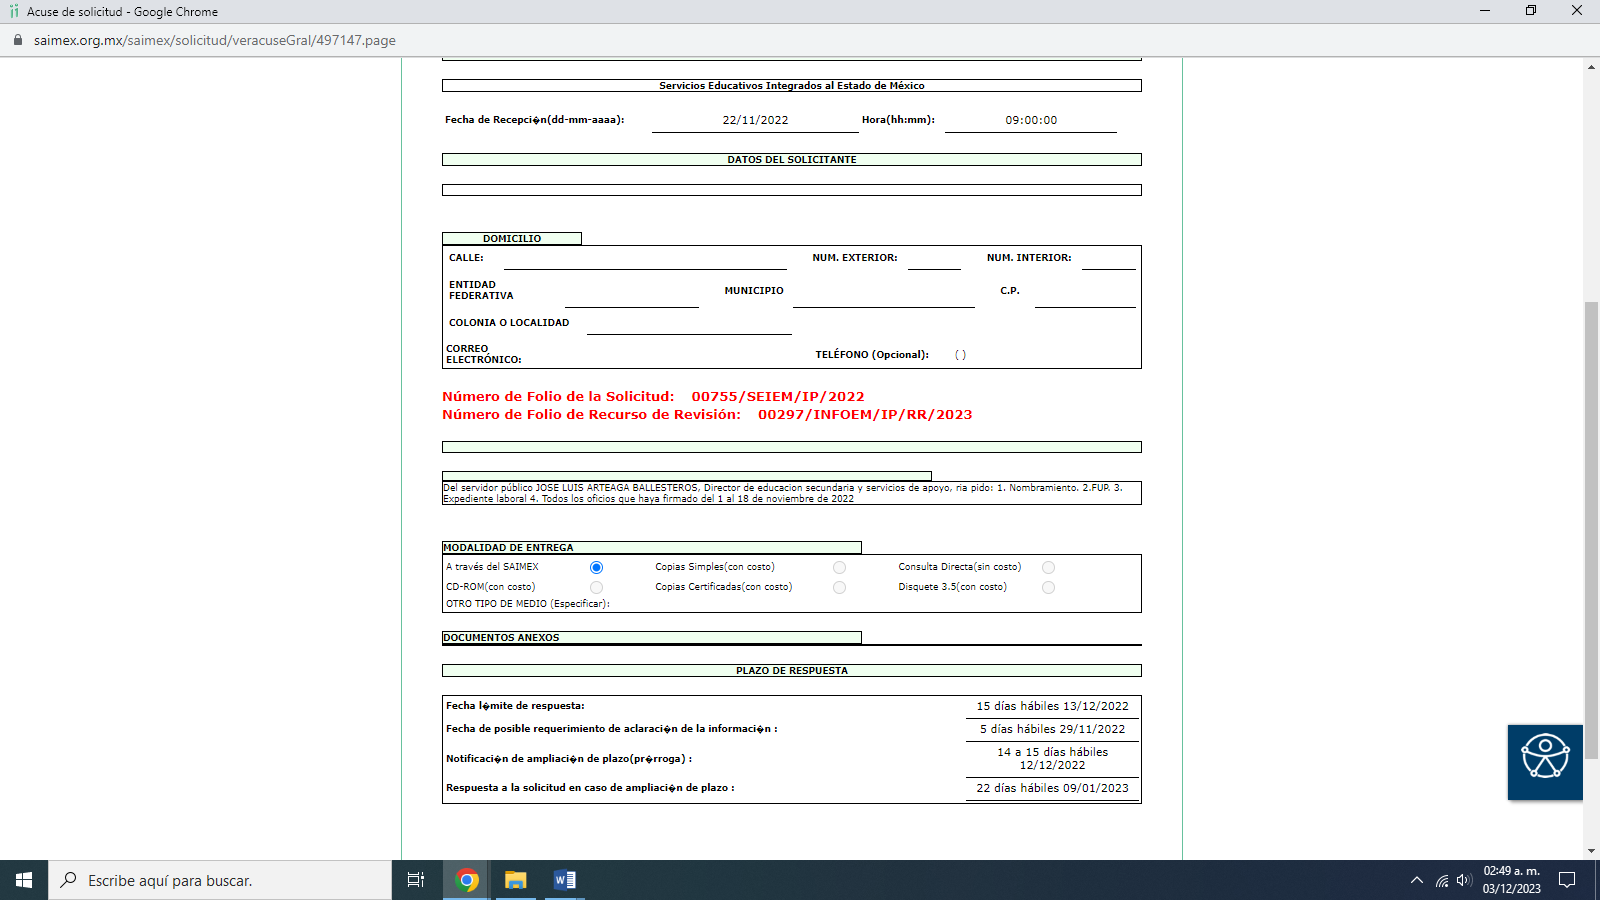 Acuse de solicitud - Google Chrome
saimex.org.mx/saimex/solicitud/veracuseGral/497147.page
Servicios Educativos Integrados al Estado de México
Fecha de Recepci�n(dd-mm-aaaa): 22/11/2022 Hora(hh:mm): 09:00:00
DATOS DEL SOLICITANTE
DOMICILIO
CALLE: NUM. EXTERIOR: NUM. INTERIOR:
ENTIDAD
FEDERATIVA MUNICIPIO C.P.
COLONIA O LOCALIDAD
CORREO
ELECTRÓNICO: TELÉFONO (Opcional): ( )
Número de Folio de la Solicitud: 00755/SEIEM/IP/2022
Número de Folio de Recurso de Revisión: 00297/INFOEM/IP/RR/2023
Del servidor público JOSE LUIS ARTEAGA BALLESTEROS, Director de educacion secundaria y servicios de apoyo, ria pido: 1. Nombramiento. 2.FUP. 3.
Expediente laboral 4. Todos los oficios que haya firmado del 1 al 18 de noviembre de 2022
MODALIDAD DE ENTREGA
A través del SAIMEX Copias Simples(con costo) Consulta Directa(sin costo)
CD-ROM(con costo) Copias Certificadas(con costo) Disquete 3.5(con costo)
OTRO TIPO DE MEDIO (Especificar):
DOCUMENTOS ANEXOS
PLAZO DE RESPUESTA
Fecha l�mite de respuesta: 15 días hábiles 13/12/2022
Fecha de posible requerimiento de aclaraci�n de la informaci�n : 5 días hábiles 29/11/2022
Notificaci�n de ampliaci�n de plazo(pr�rroga) : 14 a 15 días hábiles
12/12/2022
Respuesta a la solicitud en caso de ampliaci�n de plazo : 22 días hábiles 09/01/2023
Escribe aquí para buscar.
02:49 a. m.
03/12/2023